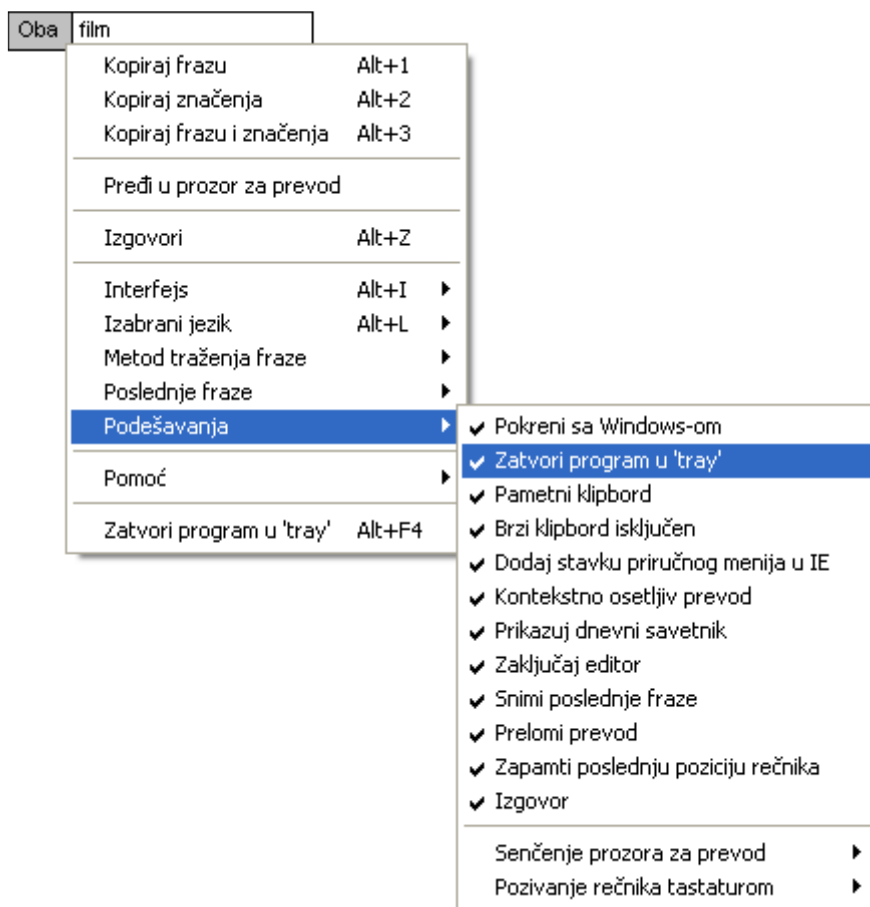 Oba film
Kopiraj frazu Alt+1
Kopiraj značenja Alt+2
Kopiraj frazu i značenja Alt+3
Pređi u prozor za prevod
Izgovori Alt+Z
Interfejs Alt+I
Izabrani jezik Alt+L
Metod traženja fraze
Poslednje fraze
Podešavanja
Pomoć
Zatvori program u 'tray' Alt+F4
Pokreni sa Windows-om
Zatvori program u 'tray'
Pametni klipbord
Brzi klipbord isključen
Dodaj stavku priručnog menija u IE
Kontekstno osetljiv prevod
Prikazuj dnevni savetnik
Zaključaj editor
Snimi poslednje fraze
Prelomi prevod
Zapamti poslednju poziciju rečnika
Izgovor
Senčenje prozora za prevod
Pozivanje rečnika tastaturom